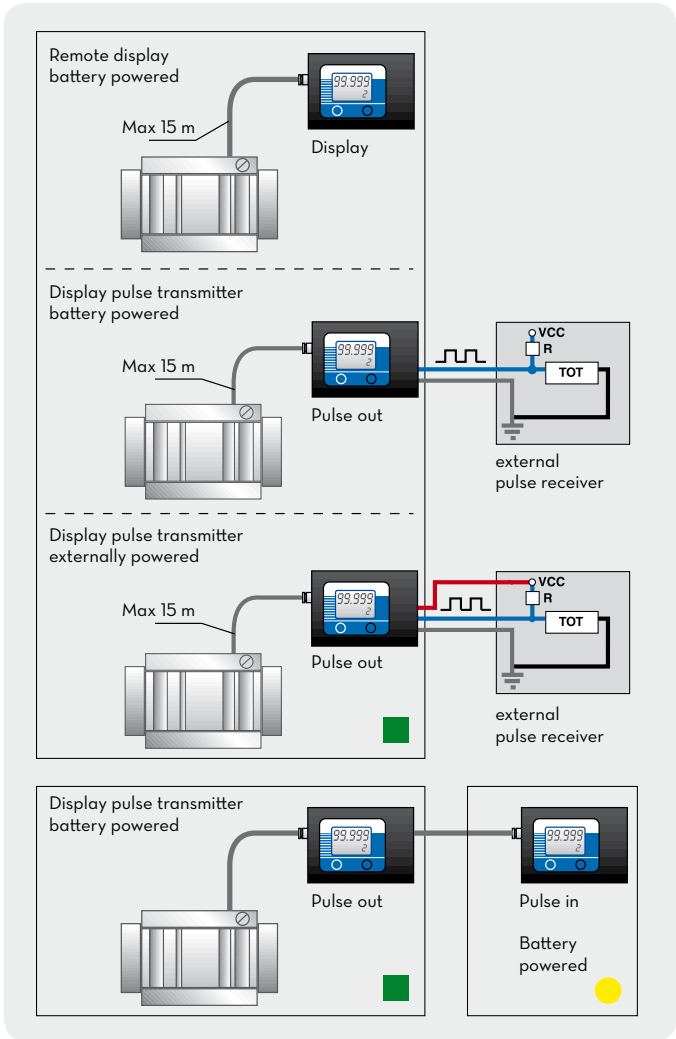 Remote display
battery powered
99.999
2
Max 15 m
Display
Display pulse transmitter
battery powered
99.999
2
Max 15 m
Pulse out
VCC
R
TOT
external
pulse receiver
Display pulse transmitter
externally powered
99.999
2
Max 15 m
Pulse out
VCC
R
TOT
external
pulse receiver
Display pulse transmitter
battery powered
99.999
2
Pulse out
99.999
2
Pulse in
Battery
powered